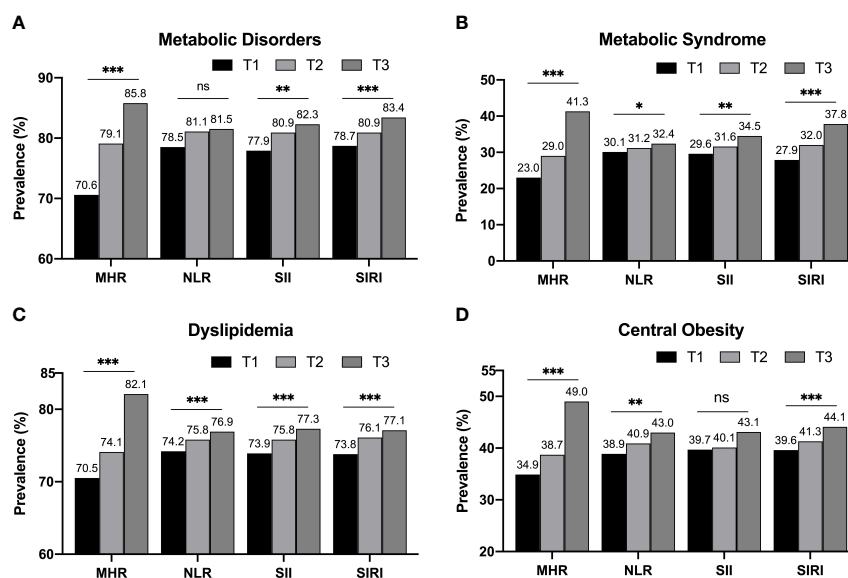 A
Metabolic Disorders
T1 T2 T3
Prevalence (%)
90
80
70
60
*** ns ** ***
70.6 79.1 85.8 78.5 81.1 81.5 77.9 80.9 82.3 78.7 80.9 83.4
MHR NLR SII SIRI
B
Metabolic Syndrome
T1 T2 T3
Prevalence (%)
50
40
30
20
10
0
*** * ** ***
23.0 29.0 41.3 30.1 31.2 32.4 29.6 31.6 34.5 27.9 32.0 37.8
MHR NLR SII SIRI
C
Dyslipidemia
T1 T2 T3
Prevalence (%)
85
80
70
60
*** *** *** ***
70.5 74.1 82.1 74.2 75.8 76.9 73.9 75.8 77.3 73.8 76.1 77.1
MHR NLR SII SIRI
D
Central Obesity
T1 T2 T3
Prevalence (%)
55
50
40
30
20
*** ** ns ***
34.9 38.7 49.0 38.9 40.9 43.0 39.7 40.1 43.1 39.6 41.3 44.1
MHR NLR SII SIRI